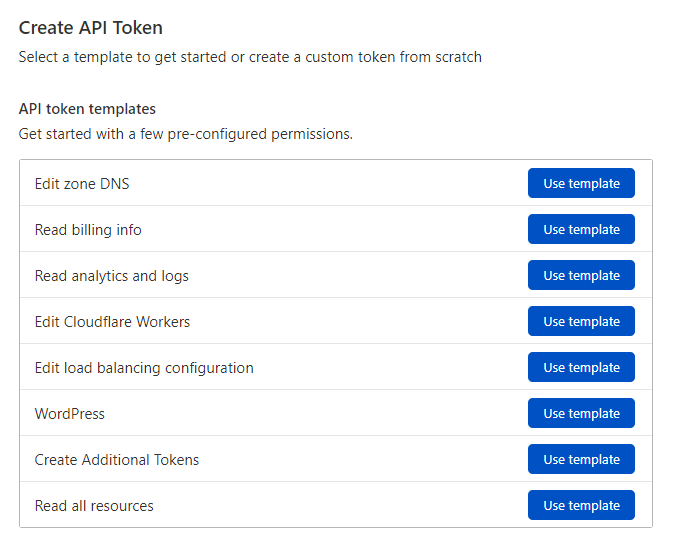 Create API Token
Select a template to get started or create a custom token from scratch
API token templates
Get started with a few pre-configured permissions.
Edit zone DNS Use template
Read billing info Use template
Read analytics and logs Use template
Edit Cloudflare Workers Use template
Edit load balancing configuration Use template
WordPress Use template
Create Additional Tokens Use template
Read all resources Use template